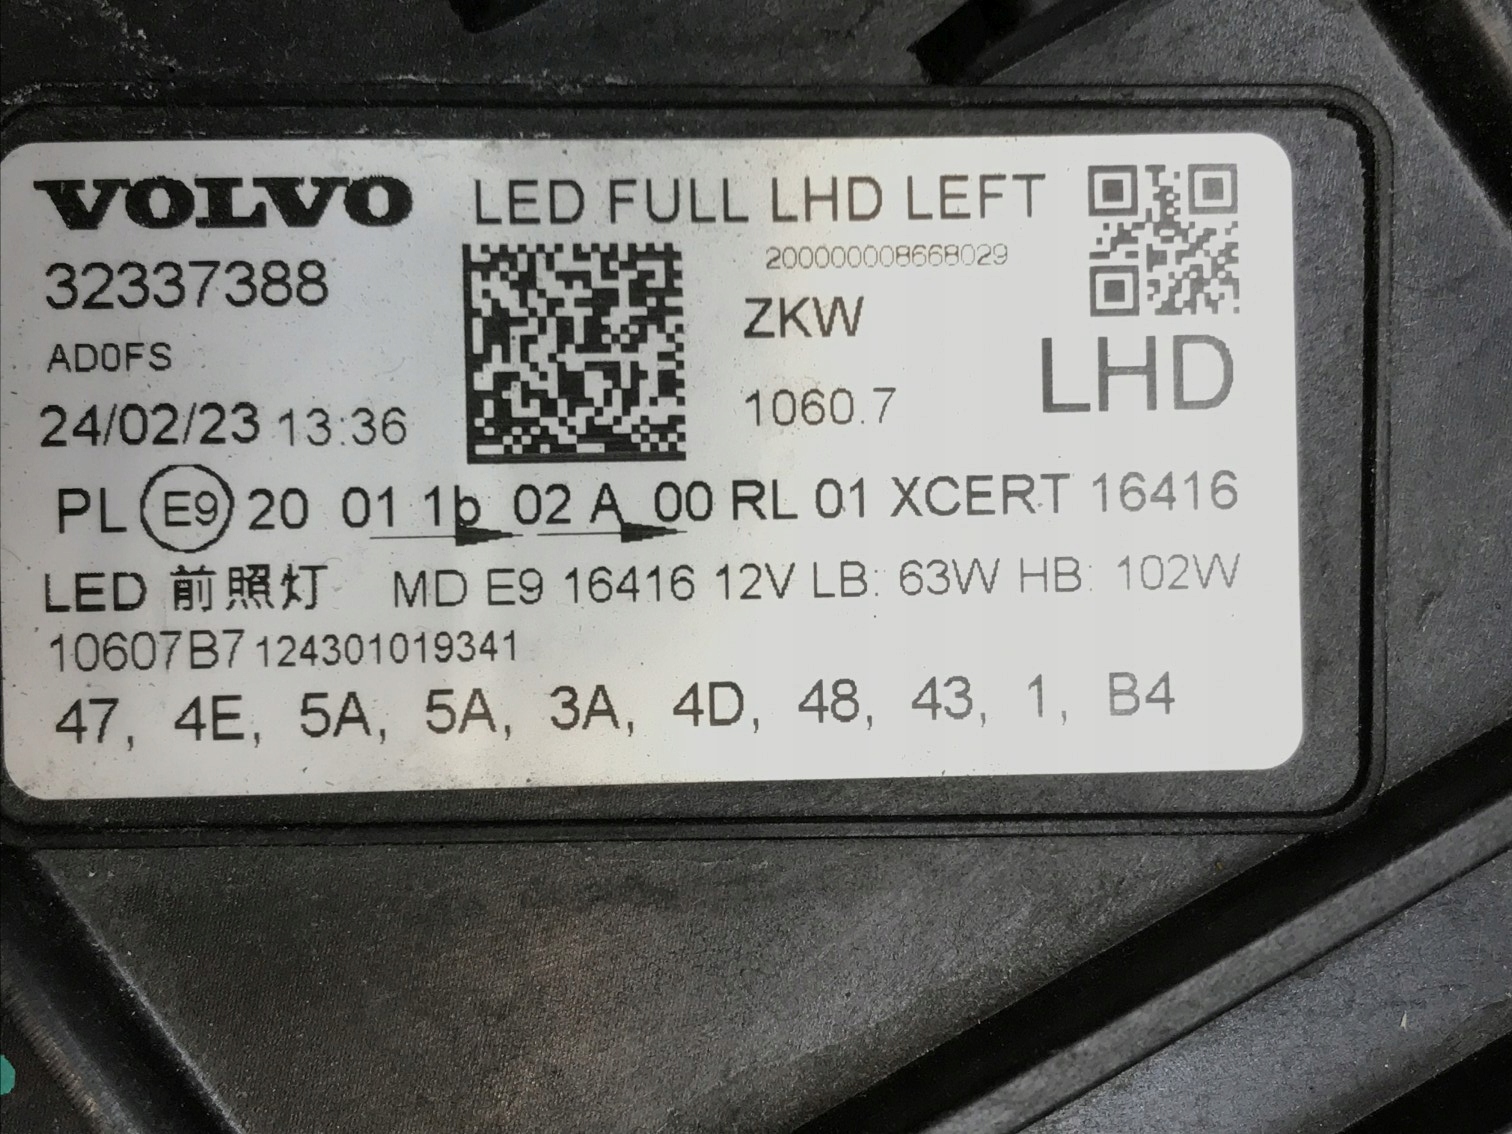 VOLVO LED FULL LHD LEFT
32337388
200000008668029
ZKW
AD0FS
LHD
24/02/23 13:36
1060.7
PL E9 20 01 1b 02 A 00 RL 01 XCERT 16416
LED 前照灯 MD E9 16416 12V LB: 63W HB: 102W
10607B7124301019341
47, 4E, 5A, 5A, 3A, 4D, 48, 43, 1, B4